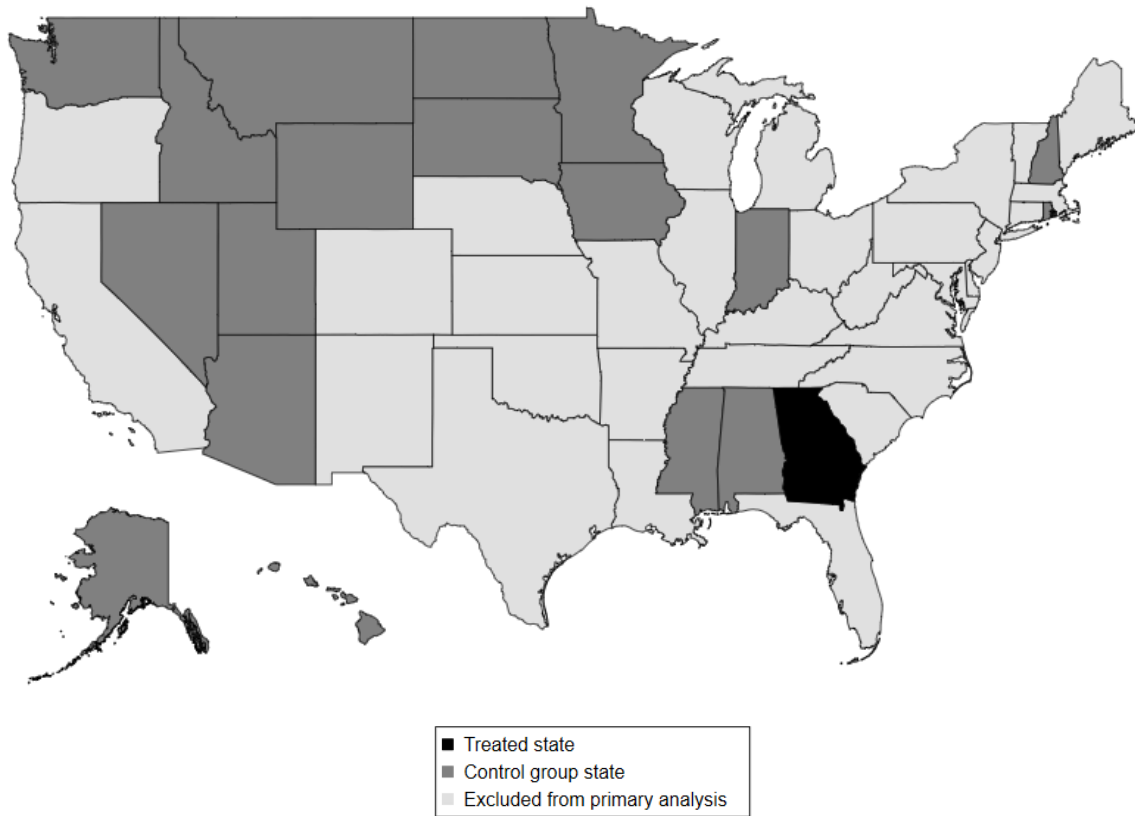 Treated state
Control group state
Excluded from primary analysis